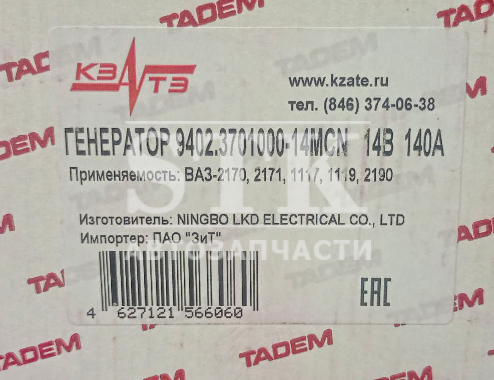 TADEM
TADEM
TADEM
КЗАТЭ
www.kzate.ru
тел. (846) 374-06-38
ГЕНЕРАТОР 9402.3701000-14MCN 14В 140А
Применяемость: ВАЗ-2170, 2171, 1117, 1119, 2190
STK
АВТОЗАПЧАСТИ
Изготовитель: NINGBO LKD ELECTRICAL CO., LTD
Импортер: ПАО "ЗиТ"
4 627121 566060
EAC
TADEM
TADEM
TADEM